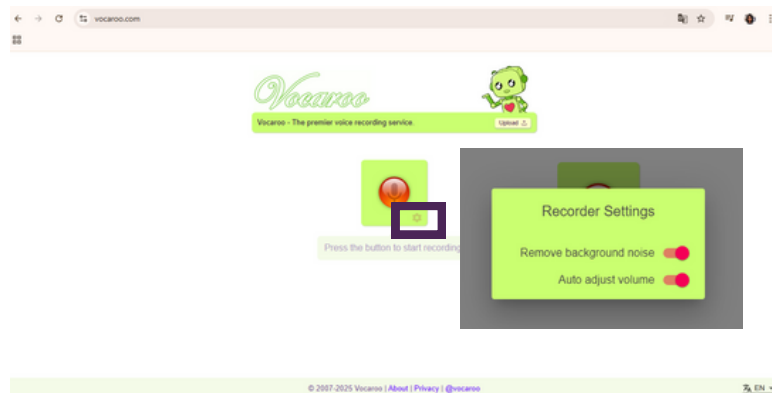 vocaroo.com
Vocaroo
Vocaroo - The premier voice recording service.
Upload
Press the button to start recording
Recorder Settings
Remove background noise
Auto adjust volume
© 2007-2025 Vocaroo | About | Privacy | @vocaroo
EN